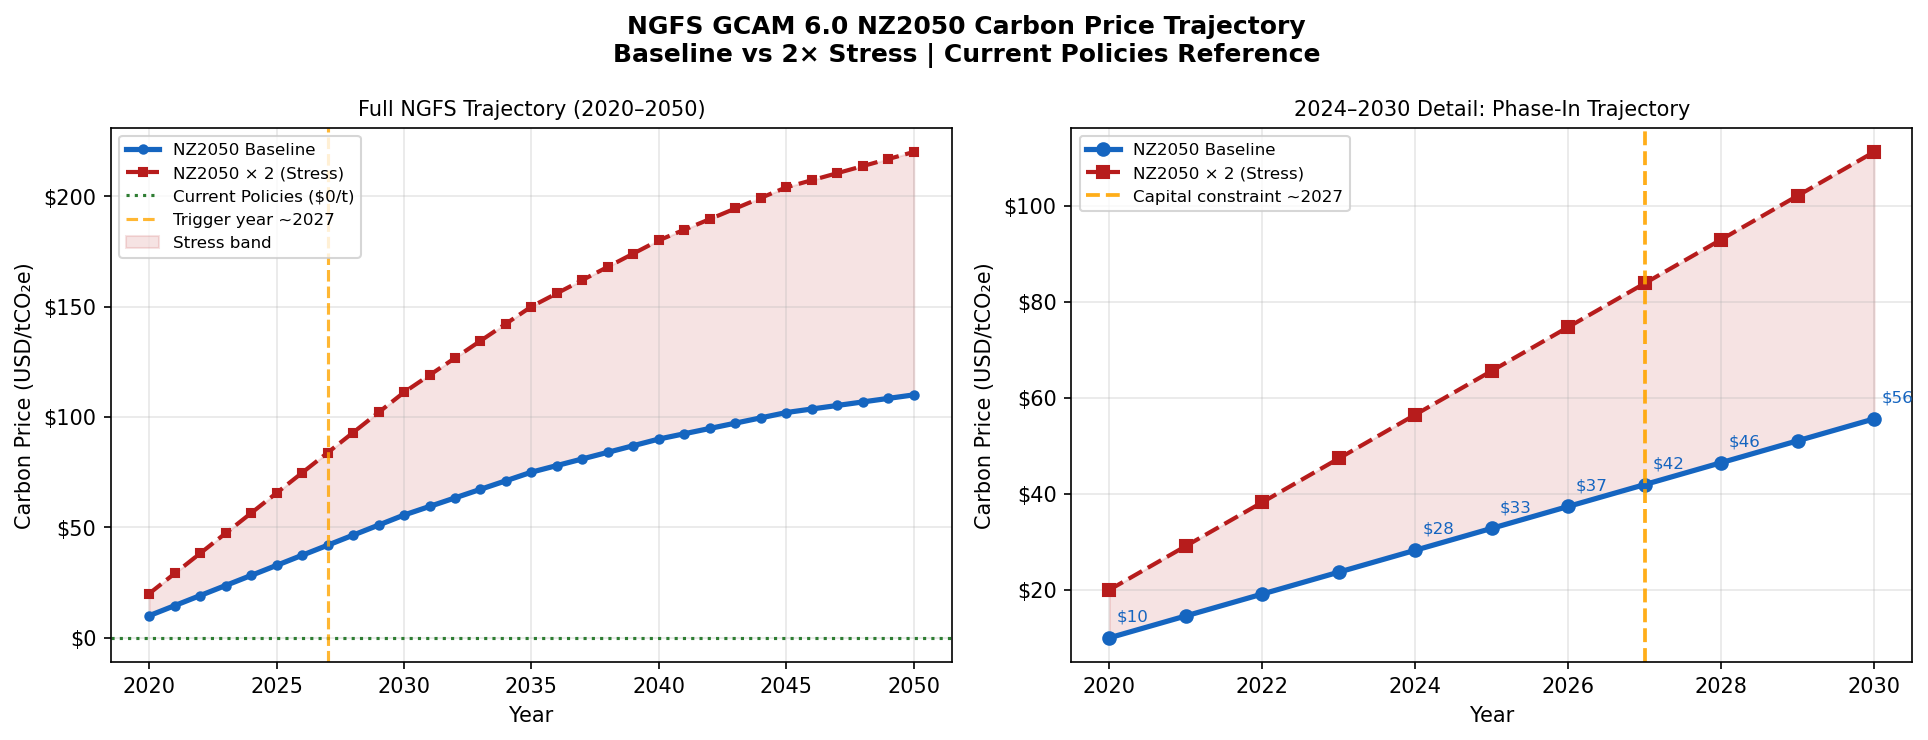 NGFS GCAM 6.0 NZ2050 Carbon Price Trajectory
Baseline vs 2× Stress | Current Policies Reference
Full NGFS Trajectory (2020–2050)
NZ2050 Baseline
NZ2050 × 2 (Stress)
Current Policies ($0/t)
Trigger year ~2027
Stress band
Carbon Price (USD/tCO₂e)
$200
$150
$100
$50
$0
2020 2025 2030 2035 2040 2045 2050
Year
2024–2030 Detail: Phase-In Trajectory
NZ2050 Baseline
NZ2050 × 2 (Stress)
Capital constraint ~2027
Carbon Price (USD/tCO₂e)
$100
$80
$60
$40
$20
$10
$28
$33
$37
$42
$46
$56
2020 2022 2024 2026 2028 2030
Year